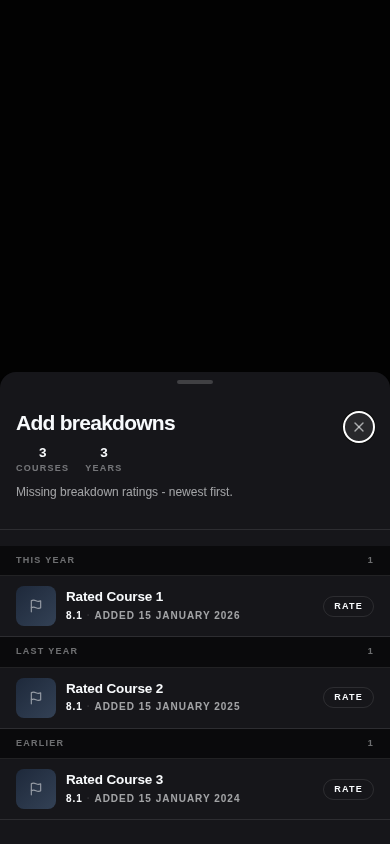 Add breakdowns
3 3
COURSES YEARS
Missing breakdown ratings - newest first.
THIS YEAR 1
Rated Course 1
8.1 · ADDED 15 JANUARY 2026
RATE
LAST YEAR 1
Rated Course 2
8.1 · ADDED 15 JANUARY 2025
RATE
EARLIER 1
Rated Course 3
8.1 · ADDED 15 JANUARY 2024
RATE